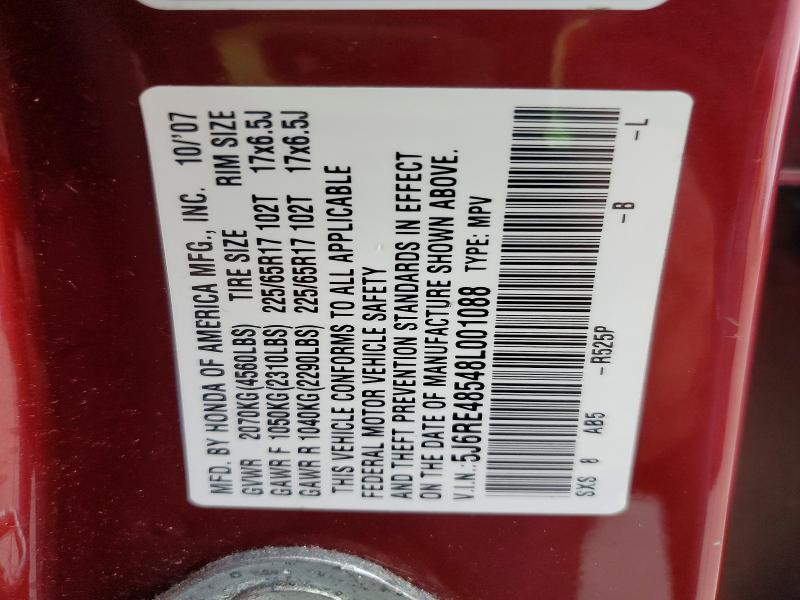 MFD. BY HONDA OF AMERICA MFG., INC. 10/'07
GVWR 2070KG(4560LBS) TIRE SIZE RIM SIZE
GAWR F 1050KG(2310LBS) 225/65R17 102T 17x6.5J
GAWR R 1040KG(2290LBS) 225/65R17 102T 17x6.5J
THIS VEHICLE CONFORMS TO ALL APPLICABLE
FEDERAL MOTOR VEHICLE SAFETY
AND THEFT PREVENTION STANDARDS IN EFFECT
ON THE DATE OF MANUFACTURE SHOWN ABOVE.
V.I.N.:5J6RE48548L001088 TYPE: MPV
SXS 8 AB5 -R525P -B -L